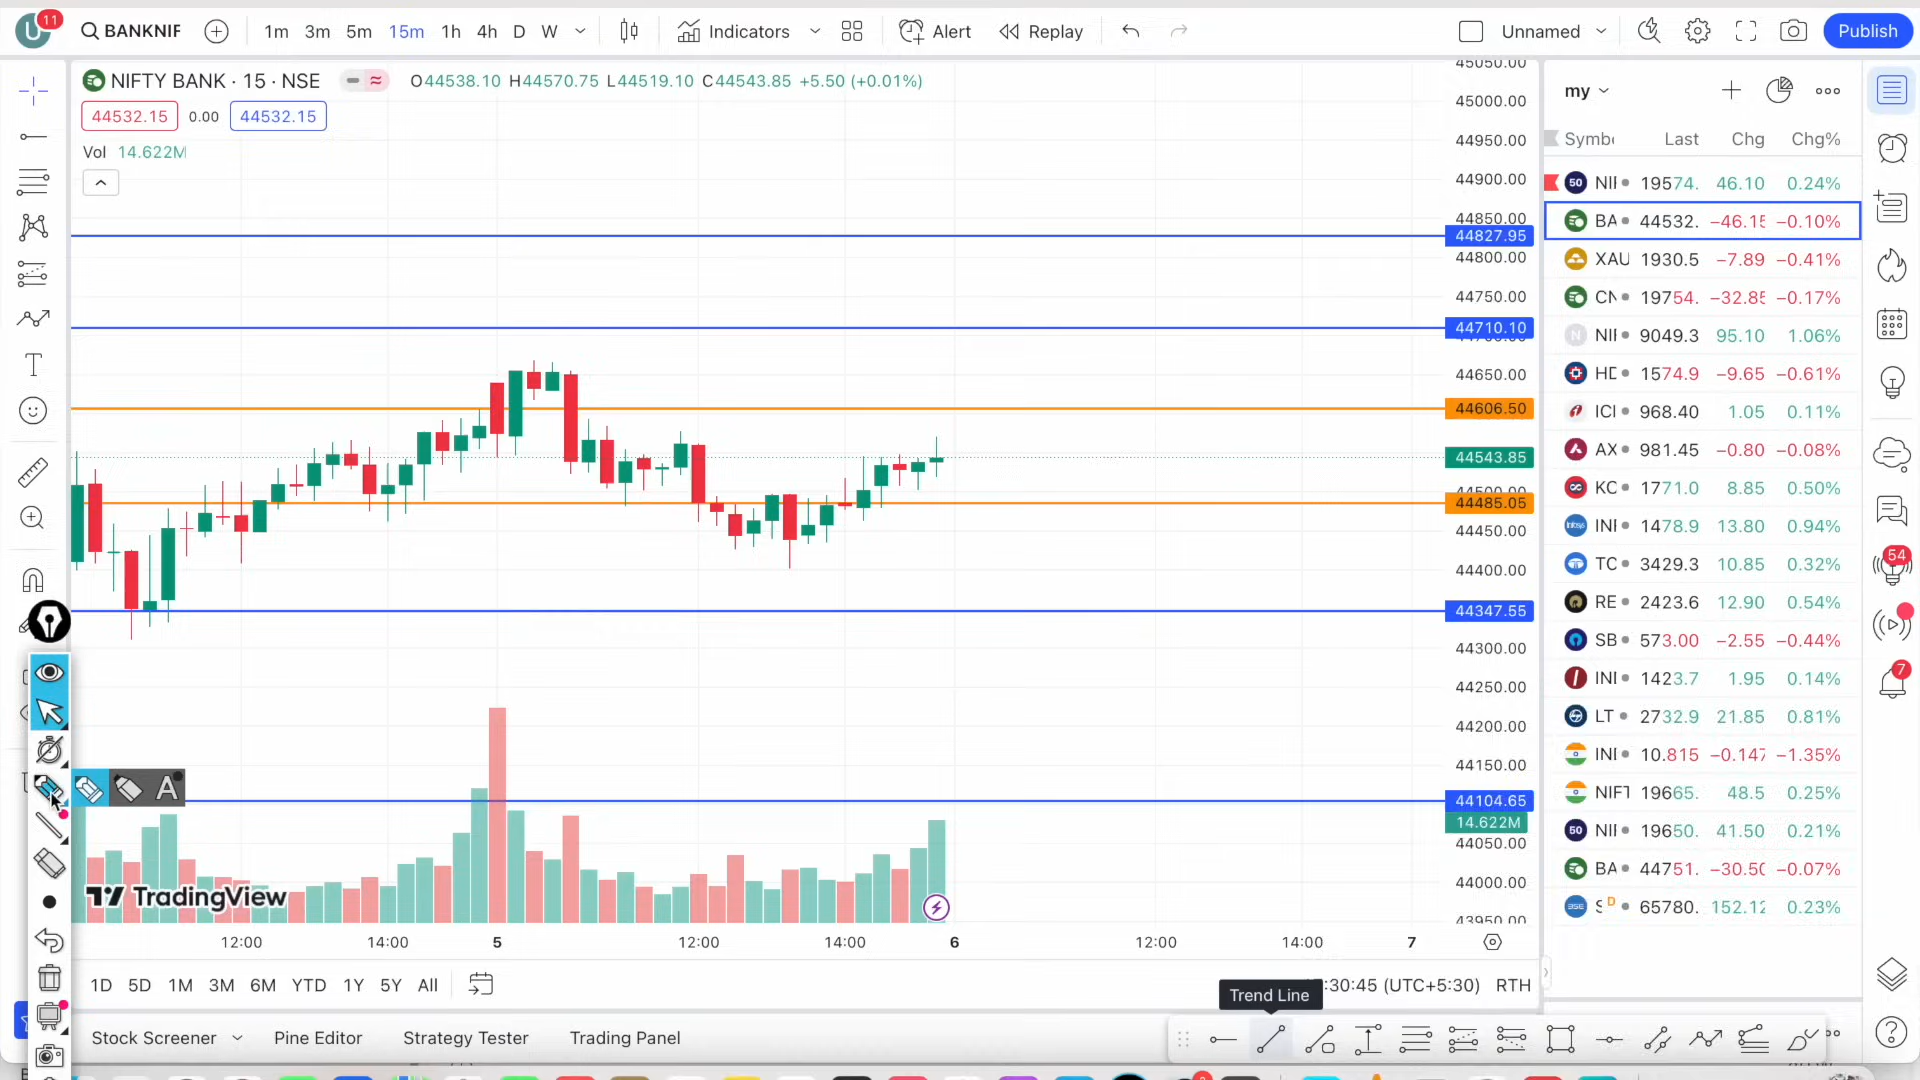 U 11 BANKNIF 1m 3m 5m 15m 1h 4h D W Indicators Alert Replay Unnamed Publish
NIFTY BANK · 15 · NSE O44538.10 H44570.75 L44519.10 C44543.85 +5.50 (+0.01%)
44532.15 0.00 44532.15
Vol 14.622M
45050.00
45000.00
44950.00
44900.00
44850.00
44827.95
44800.00
44750.00
44710.10
44650.00
44606.50
44543.85
44500.00
44485.05
44450.00
44400.00
44347.55
44300.00
44250.00
44200.00
44150.00
44104.65
14.622M
44050.00
44000.00
43950.00
my
Symb Last Chg Chg%
50 NII 19574. 46.10 0.24%
BA 44532. −46.15 −0.10%
XAU 1930.5 −7.89 −0.41%
CN 19754. −32.85 −0.17%
N NII 9049.3 95.10 1.06%
HD 1574.9 −9.65 −0.61%
ICI 968.40 1.05 0.11%
AX 981.45 −0.80 −0.08%
KO 1771.0 8.85 0.50%
Infosys INF 1478.9 13.80 0.94%
TC 3429.3 10.85 0.32%
RE 2423.6 12.90 0.54%
SB 573.00 −2.55 −0.44%
INI 1423.7 1.95 0.14%
LT 2732.9 21.85 0.81%
INI 10.815 −0.147 −1.35%
NIFT 19665. 48.5 0.25%
50 NII 19650. 41.50 0.21%
BA 44751. −30.50 −0.07%
BSE S D 65780. 152.12 0.23%
54
7
A
TradingView
12:00 14:00 5 12:00 14:00 6 12:00 14:00 7
1D 5D 1M 3M 6M YTD 1Y 5Y All :30:45 (UTC+5:30) RTH
Trend Line
Stock Screener Pine Editor Strategy Tester Trading Panel